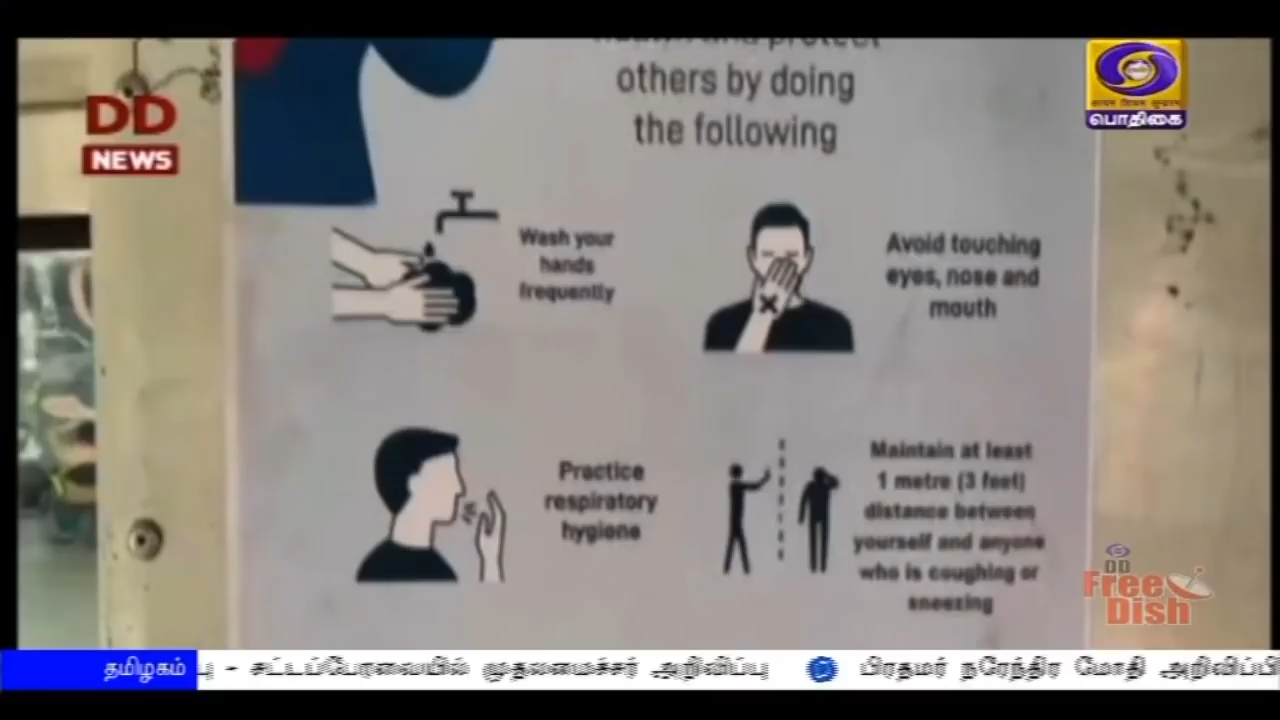 others by doing
the following
DD
NEWS
பொதிகை
Wash your
hands
frequently
Avoid touching
eyes, nose and
mouth
Practice
respiratory
hygiene
Maintain at least
1 metre (3 feet)
distance between
yourself and anyone
who is coughing or
sneezing
DD
Free
Dish
தமிழகம் பு - சட்டப்பேரவையில் முதலமைச்சர் அறிவிப்பு பிரதமர் நரேந்திர மோதி